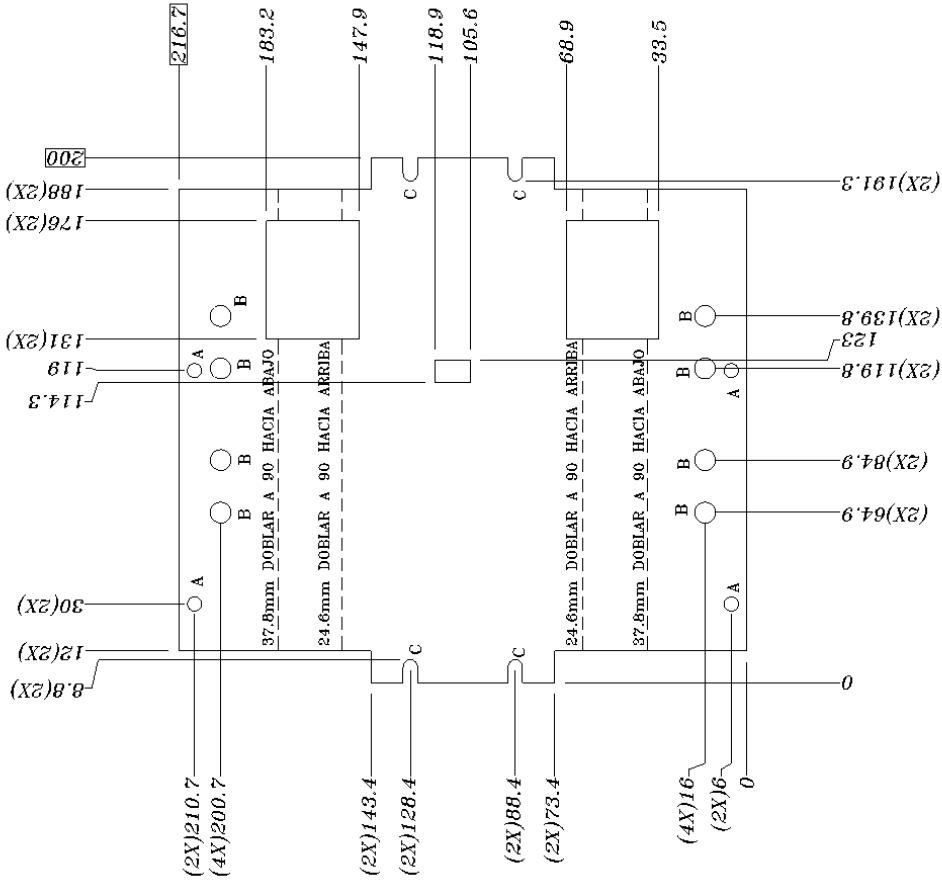 216.7
183.2
147.9
118.9
105.6
68.9
33.5
200
188(2X)
176(2X)
131(2X)
119
114.3
30(2X)
12(2X)
8.8(2X)
(2X)191.3
(2X)139.8
123
(2X)119.8
(2X)84.9
(2X)64.9
0
C
C
B
B
A
B
B
A
B
B
B
B
A
B
B
A
A
C
C
37.8mm DOBLAR A 90 HACIA ABAJO
24.6mm DOBLAR A 90 HACIA ARRIBA
24.6mm DOBLAR A 90 HACIA ARRIBA
37.8mm DOBLAR A 90 HACIA ABAJO
(2X)210.7
(4X)200.7
(2X)143.4
(2X)128.4
(2X)88.4
(2X)73.4
(4X)16
(2X)6
0